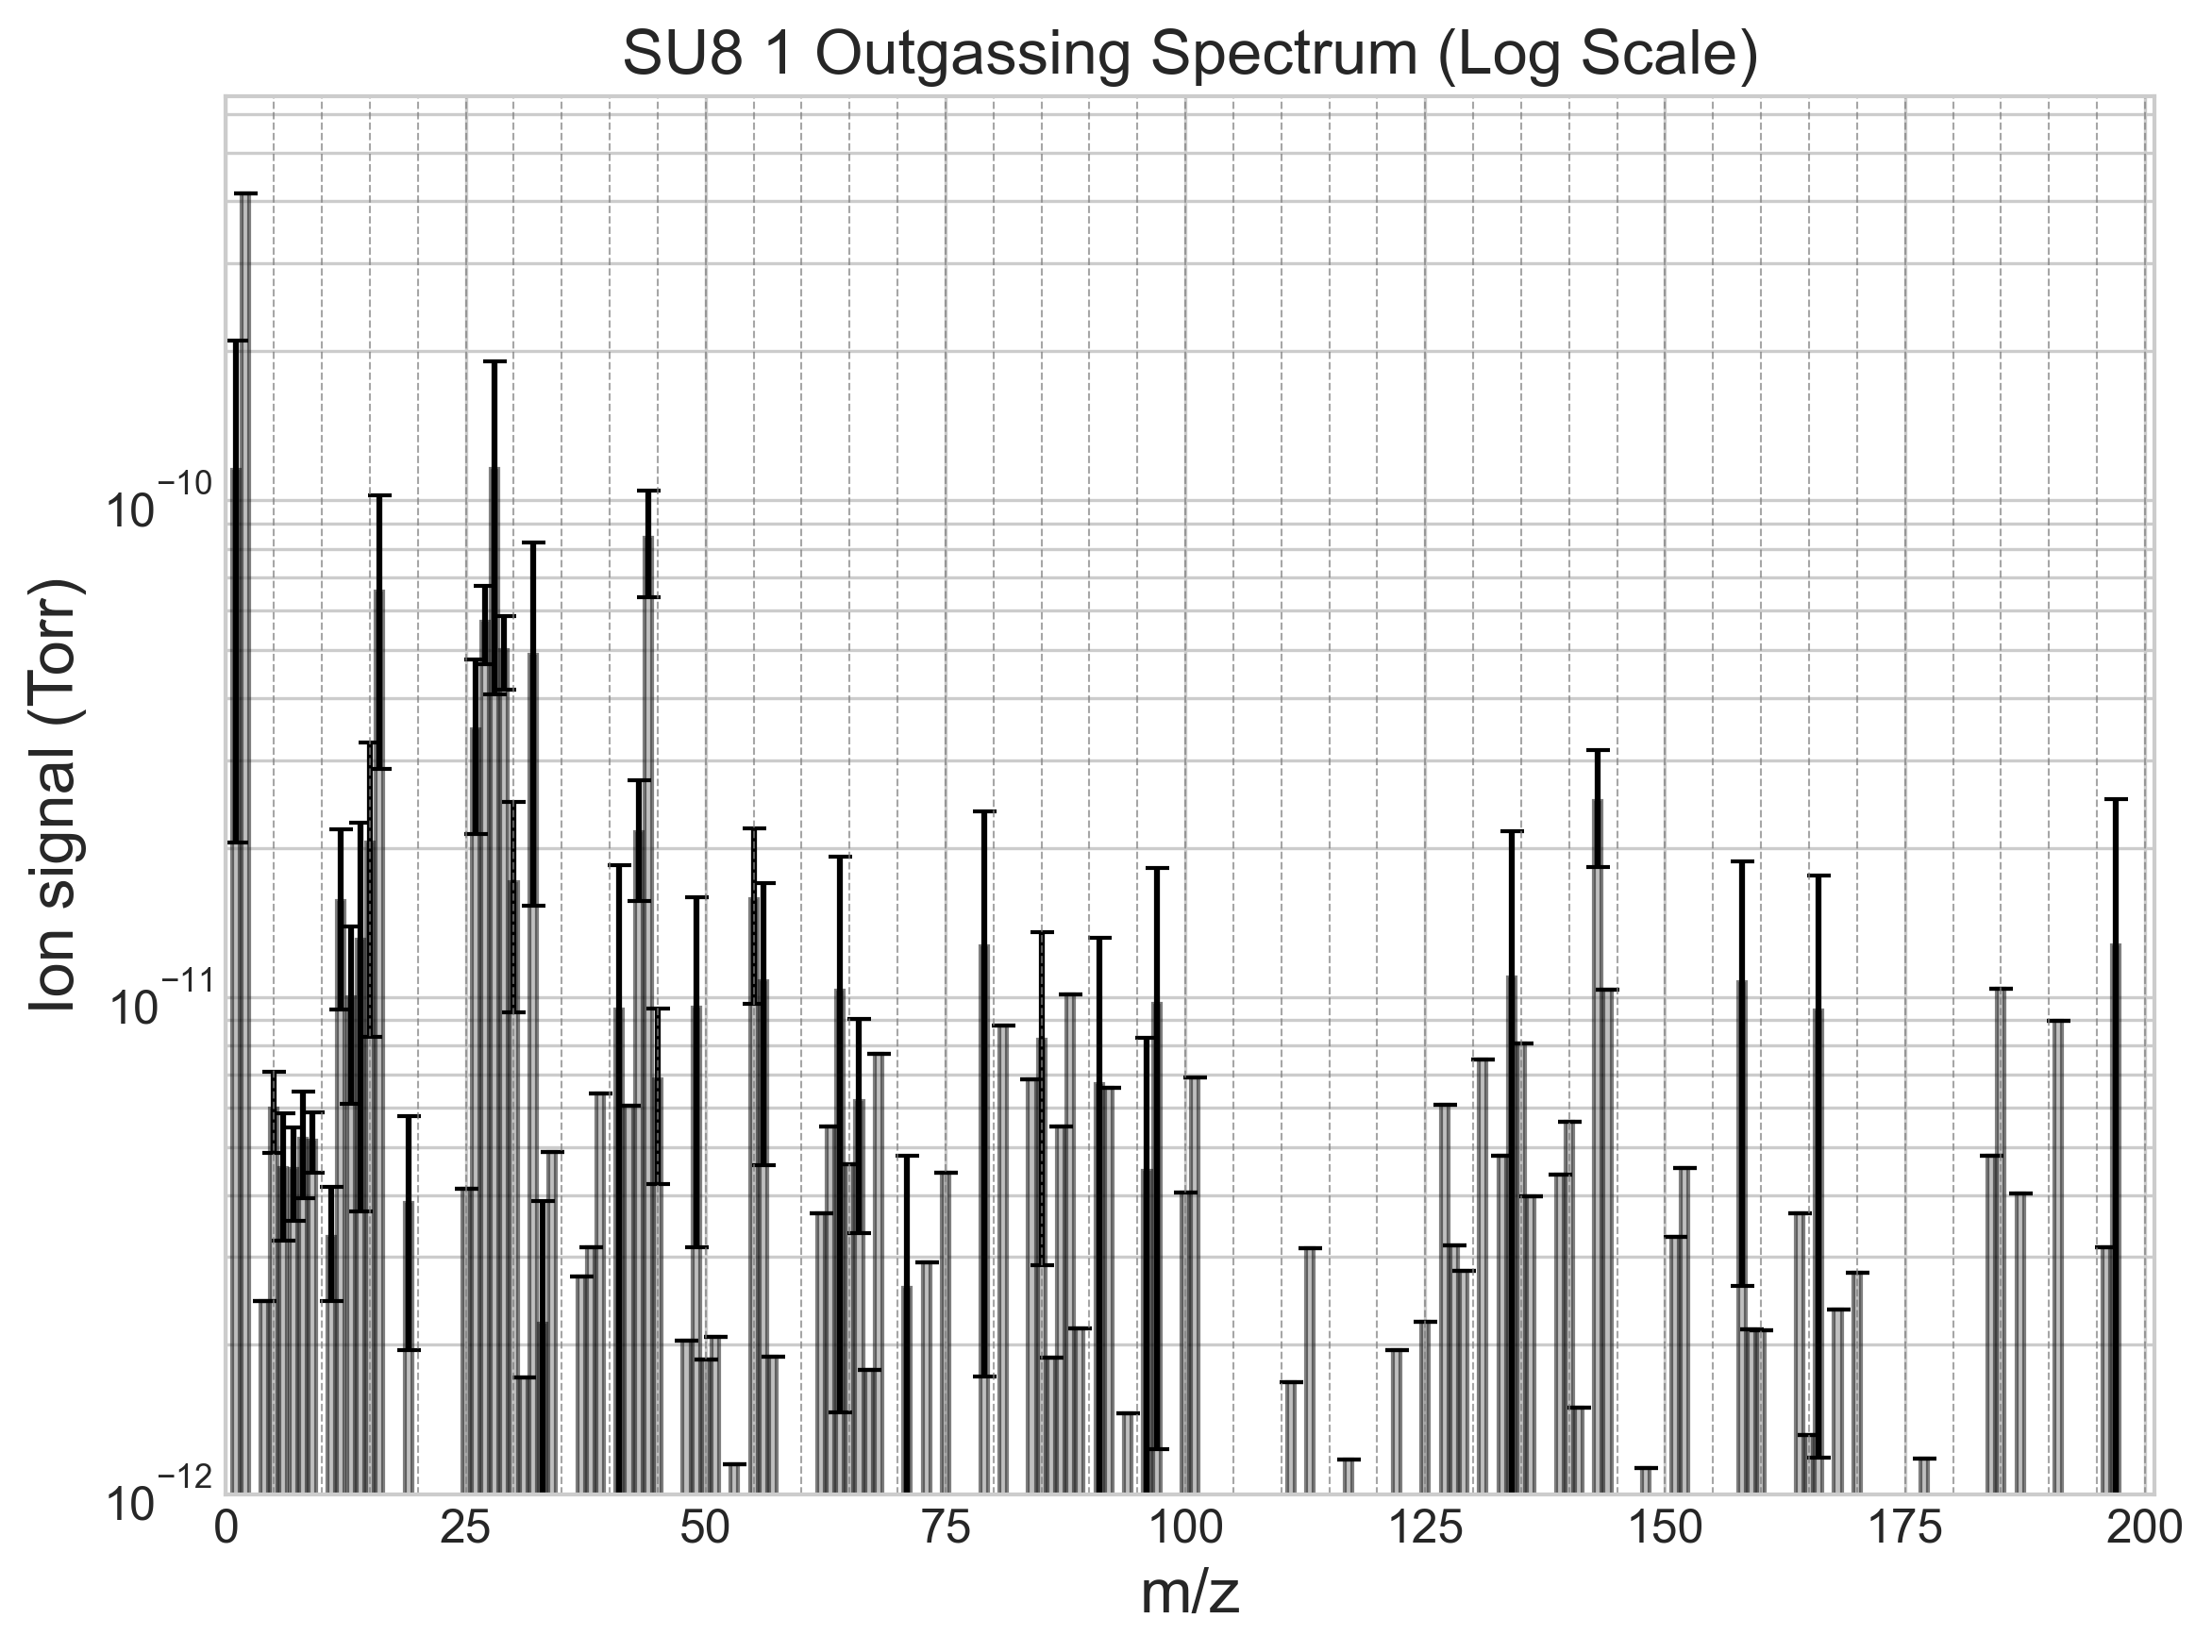 SU8 1 Outgassing Spectrum (Log Scale)
Ion signal (Torr)
10⁻¹⁰
10⁻¹¹
10⁻¹²
0 25 50 75 100 125 150 175 200
m/z